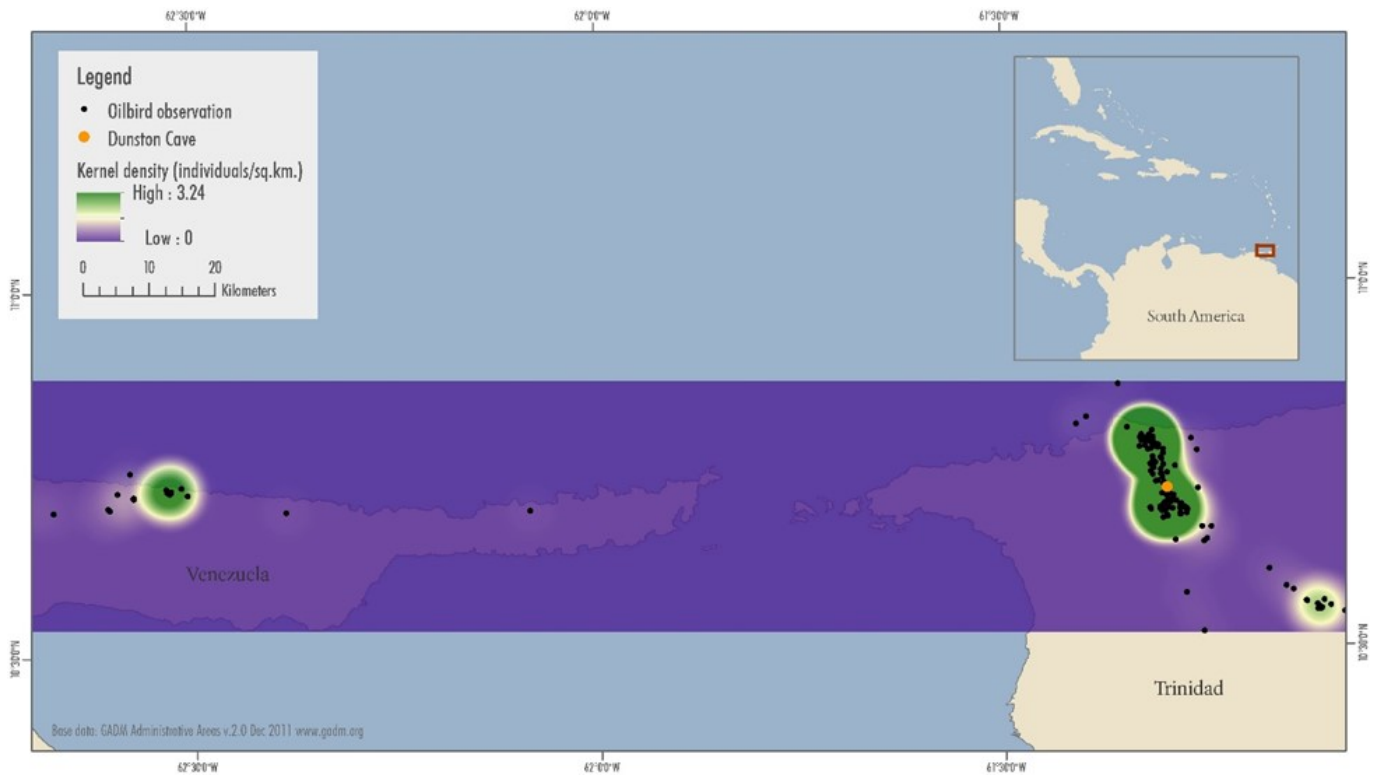 62°30'0"W 62°0'0"W 61°30'0"W
Legend
Oilbird observation
Dunston Cave
Kernel density (individuals/sq.km.)
High : 3.24
Low : 0
0 10 20
Kilometers
South America
11°0'0"N 11°0'0"N
Venezuela
10°30'0"N 10°30'0"N
Trinidad
Base data: GADM Administrative Areas v.2.0 Dec 2011 www.gadm.org
62°30'0"W 62°0'0"W 61°30'0"W